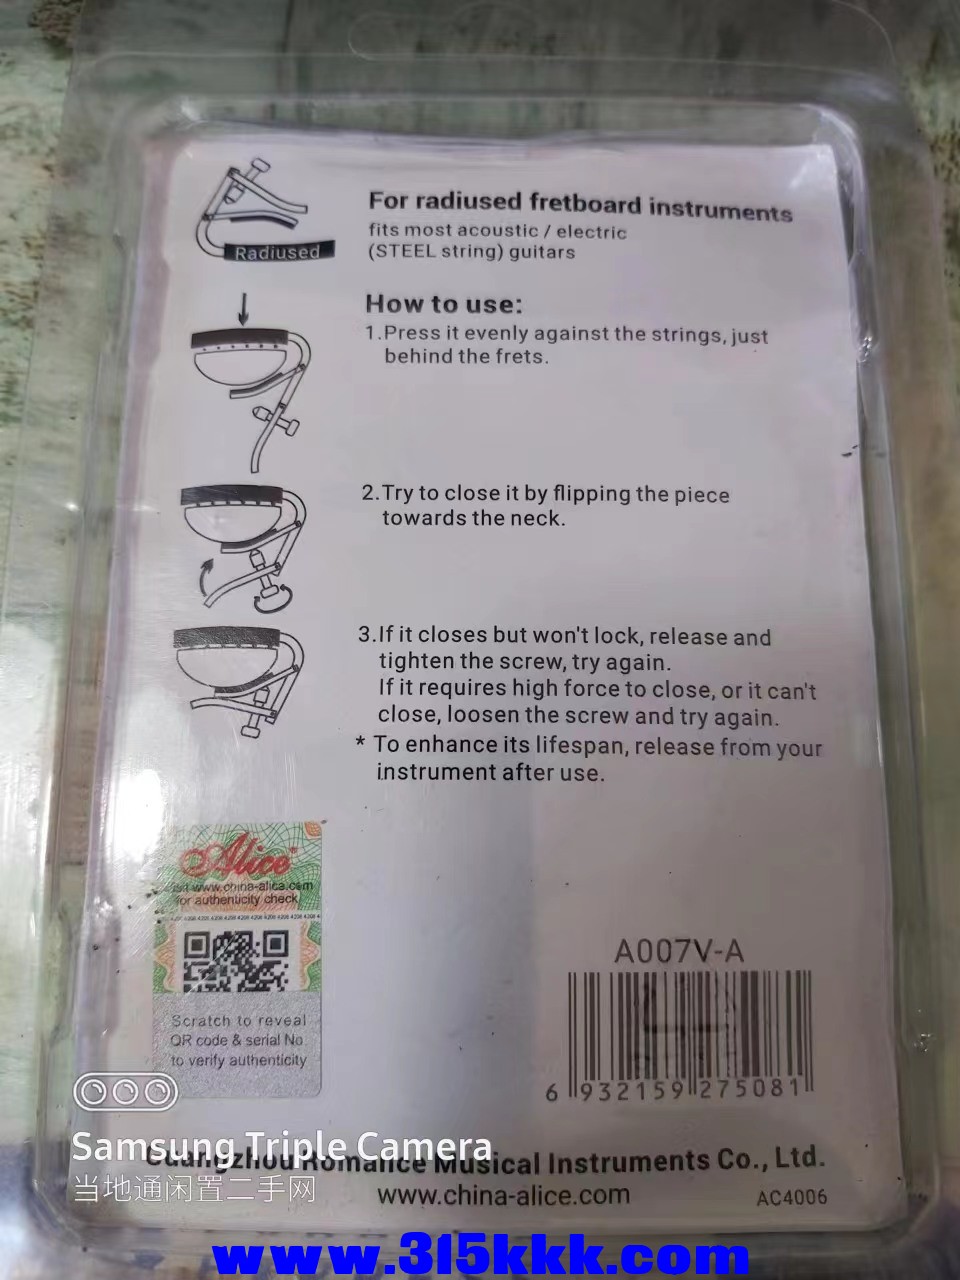 For radiused fretboard instruments
fits most acoustic / electric
(STEEL string) guitars
Radiused
How to use:
1.Press it evenly against the strings, just
behind the frets.
2.Try to close it by flipping the piece
towards the neck.
3.If it closes but won't lock, release and
tighten the screw, try again.
If it requires high force to close, or it can't
close, loosen the screw and try again.
* To enhance its lifespan, release from your
instrument after use.
Alice
www.china-alice.com
for authenticity check
Scratch to reveal
QR code & serial No.
to verify authenticity
A007V-A
6 932159 275081
Samsung Triple Camera
Guangzhou Romance Musical Instruments Co., Ltd.
当地通闲置二手网
www.china-alice.com
AC4006
www.315kkk.com